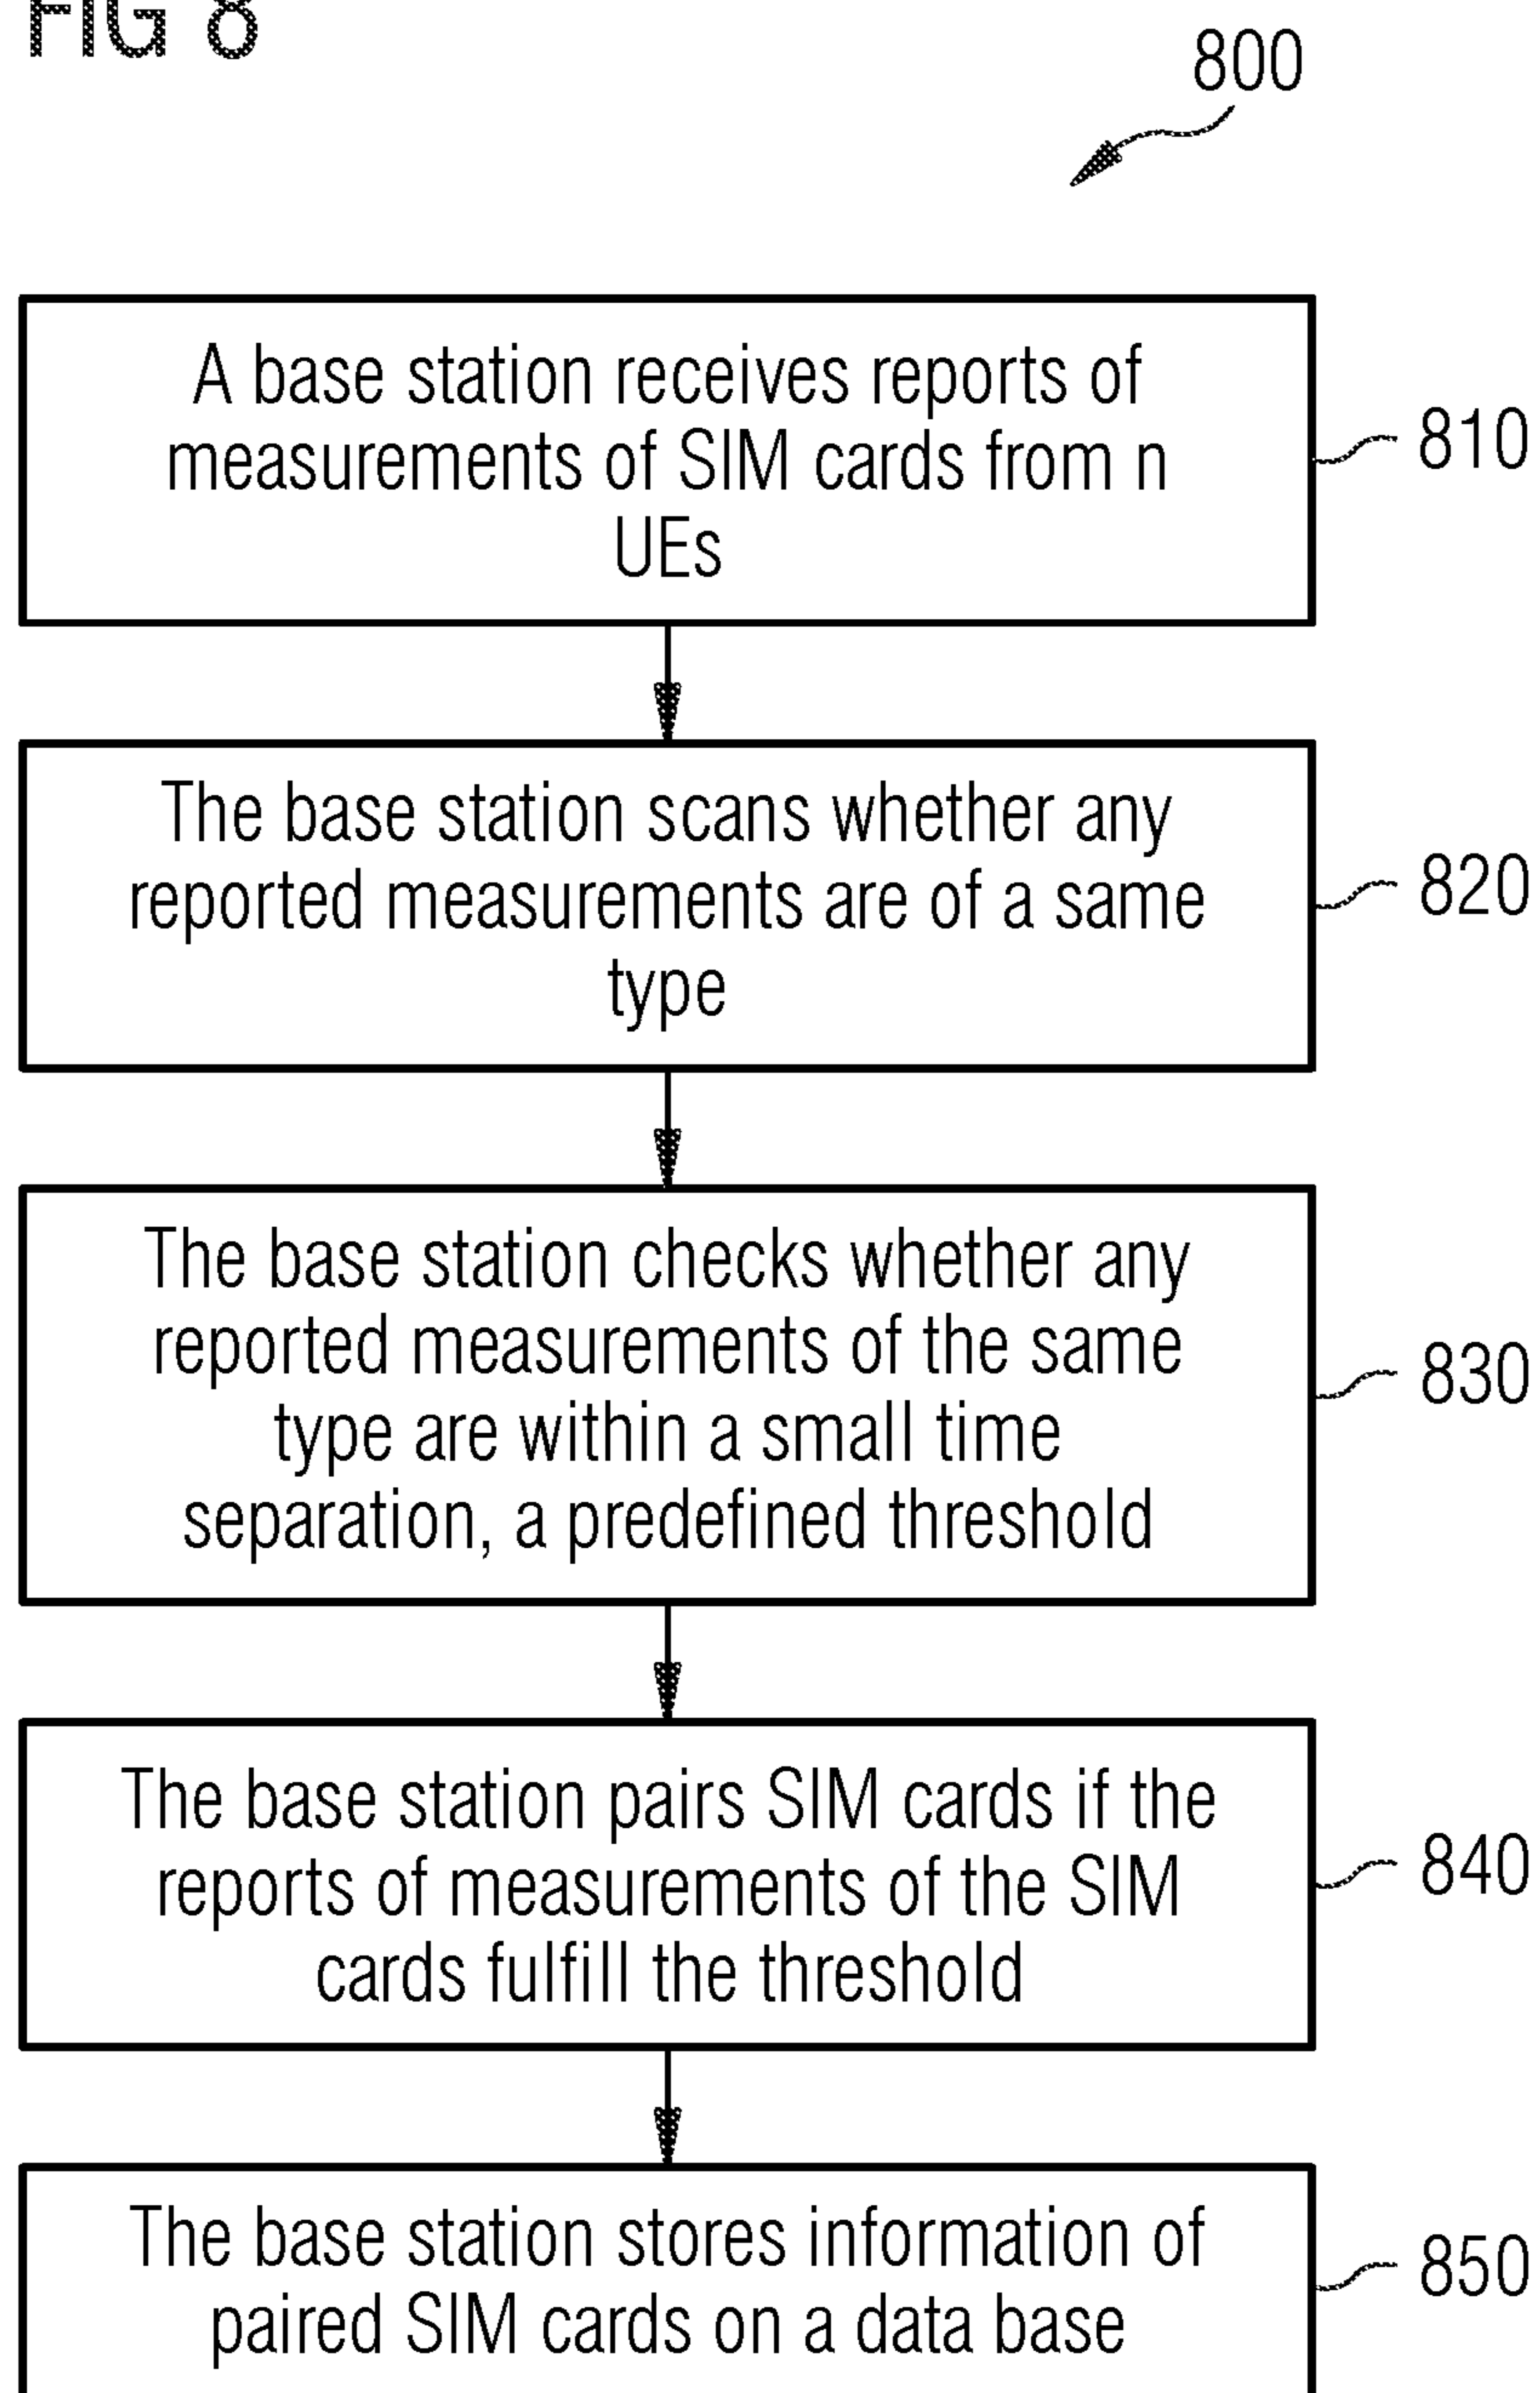 FIG 8
800
A base station receives reports of
measurements of SIM cards from n
UEs
810
The base station scans whether any
reported measurements are of a same
type
820
The base station checks whether any
reported measurements of the same
type are within a small time
separation, a predefined threshold
830
The base station pairs SIM cards if the
reports of measurements of the SIM
cards fulfill the threshold
840
The base station stores information of
paired SIM cards on a data base
850